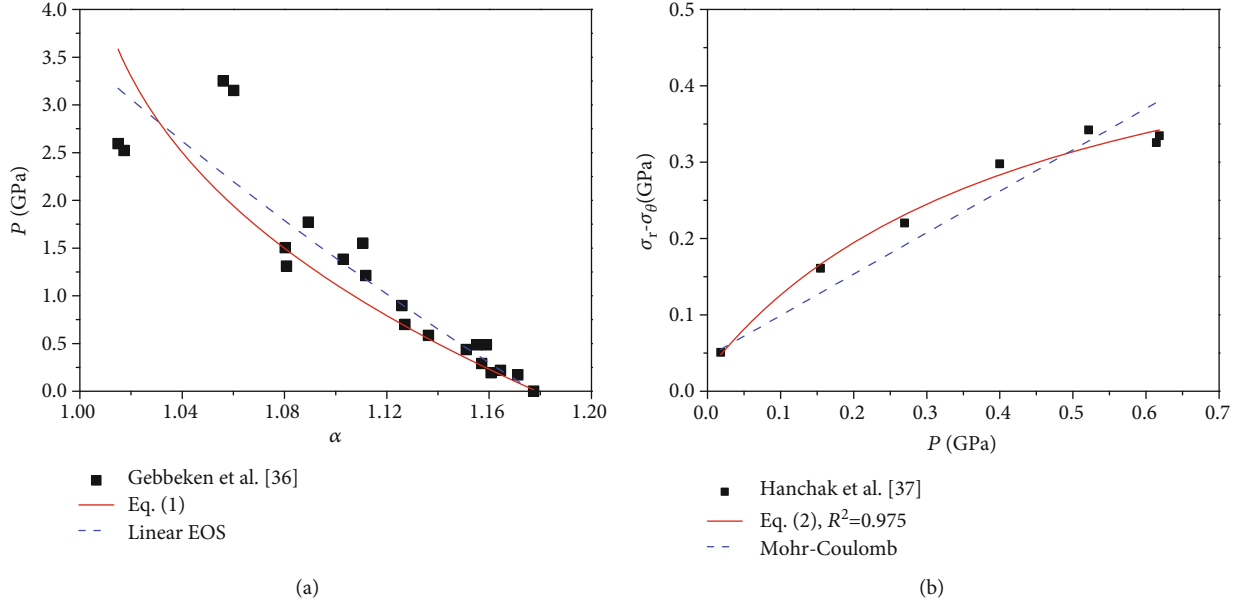 4.0
3.5
3.0
2.5
2.0
1.5
1.0
0.5
0.0
P (GPa)
1.00 1.04 1.08 1.12 1.16 1.20
α
Gebbeken et al. [36]
Eq. (1)
Linear EOS
(a)
0.5
0.4
0.3
0.2
0.1
0.0
σr-σθ(GPa)
0.0 0.1 0.2 0.3 0.4 0.5 0.6 0.7
P (GPa)
Hanchak et al. [37]
Eq. (2), R²=0.975
Mohr-Coulomb
(b)